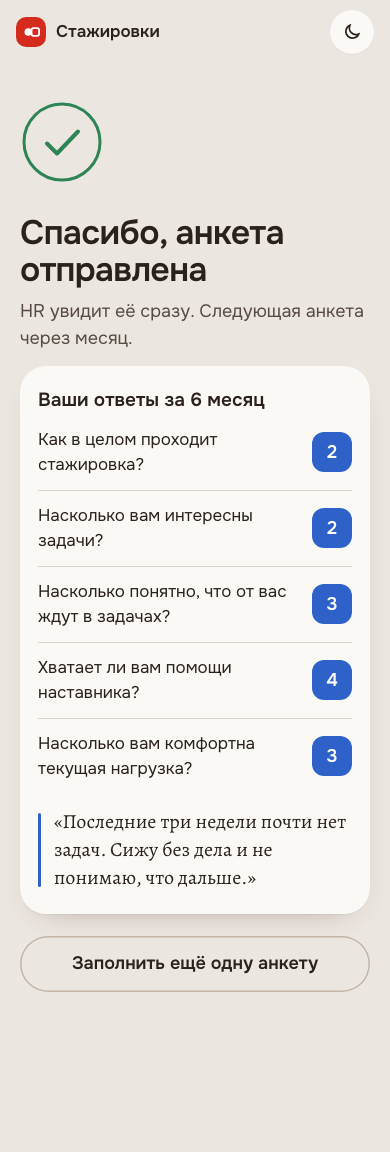 Стажировки
Спасибо, анкета
отправлена
HR увидит её сразу. Следующая анкета
через месяц.
Ваши ответы за 6 месяц
Как в целом проходит
стажировка?
2
Насколько вам интересны
задачи?
2
Насколько понятно, что от вас
ждут в задачах?
3
Хватает ли вам помощи
наставника?
4
Насколько вам комфортна
текущая нагрузка?
3
«Последние три недели почти нет
задач. Сижу без дела и не
понимаю, что дальше.»
Заполнить ещё одну анкету